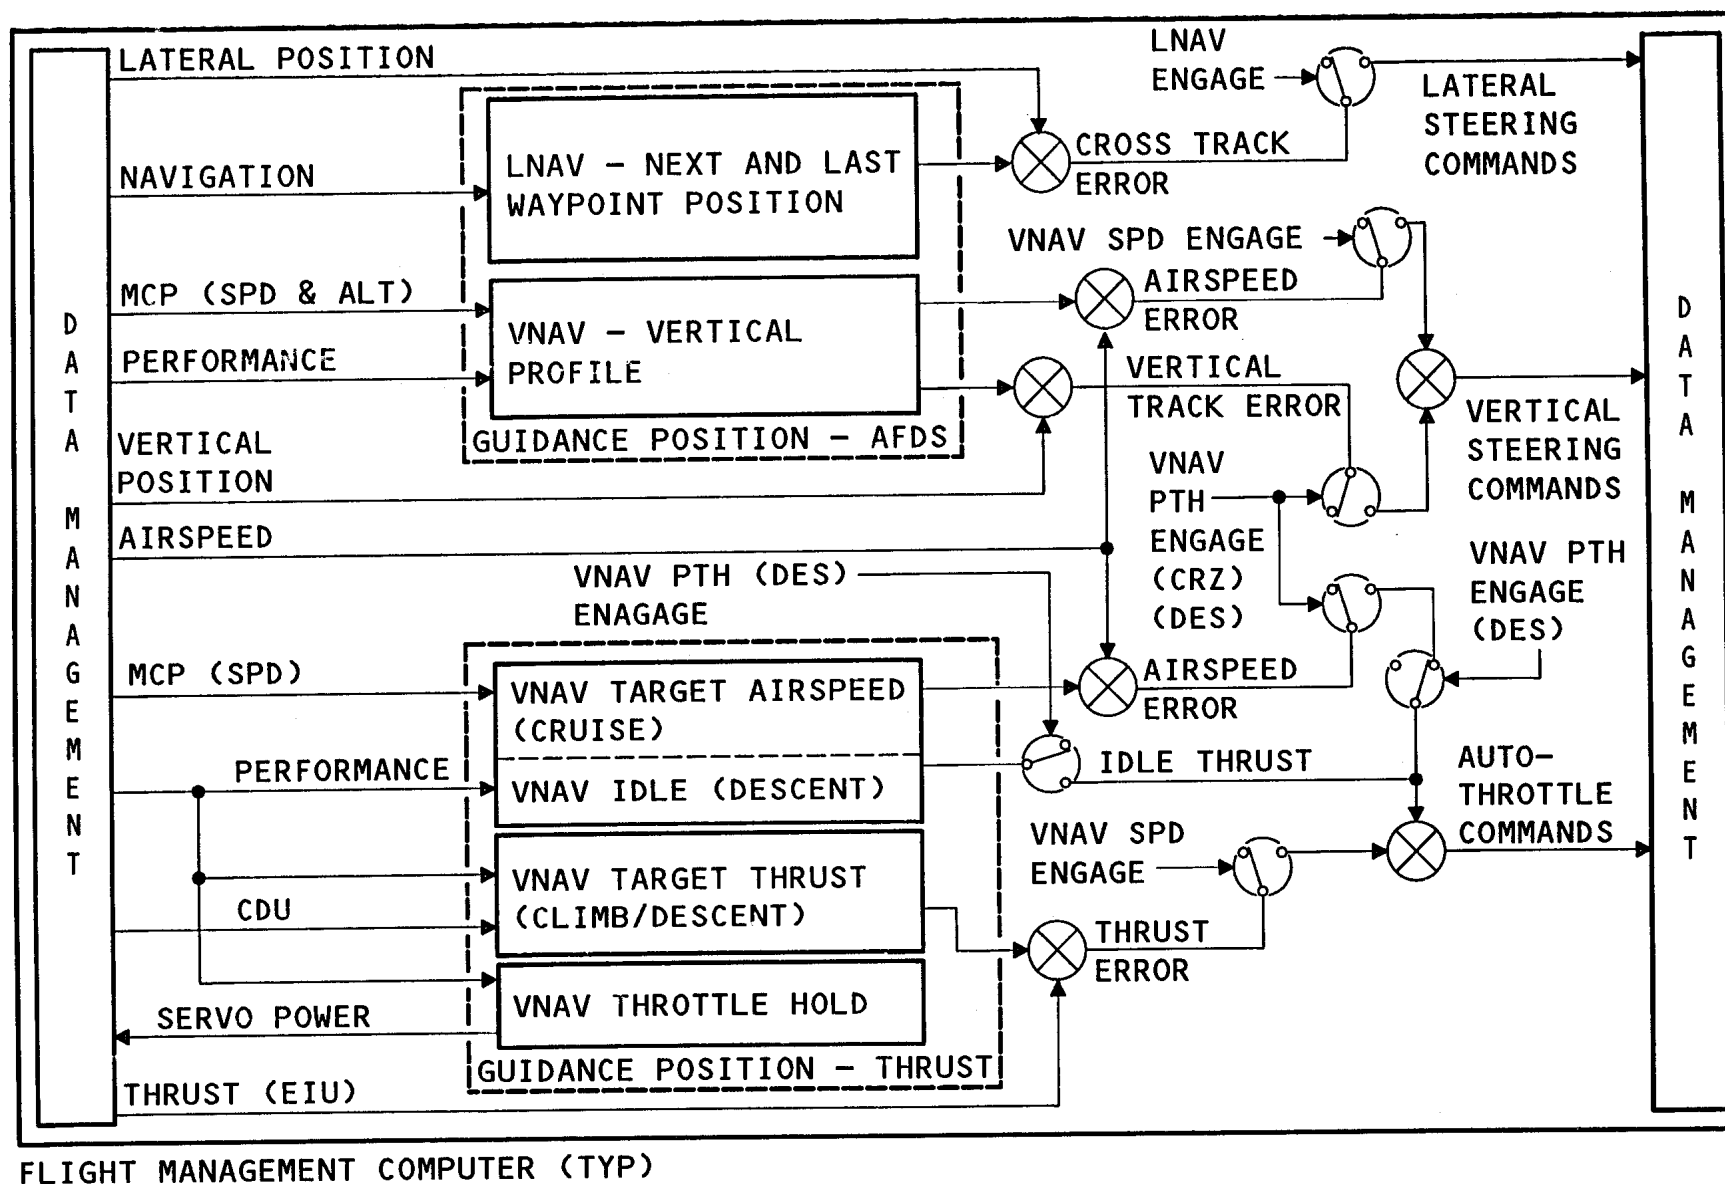 LATERAL POSITION
LNAV
ENGAGE
LATERAL
STEERING
COMMANDS
NAVIGATION
LNAV – NEXT AND LAST
WAYPOINT POSITION
CROSS TRACK
ERROR
VNAV SPD ENGAGE
MCP (SPD & ALT)
PERFORMANCE
VNAV – VERTICAL
PROFILE
GUIDANCE POSITION – AFDS
AIRSPEED
ERROR
VERTICAL
TRACK ERROR
VERTICAL
STEERING
COMMANDS
VERTICAL
POSITION
AIRSPEED
VNAV
PTH
ENGAGE
(CRZ)
(DES)
VNAV PTH
ENGAGE
(DES)
VNAV PTH (DES)
ENAGAGE
DATA MANAGEMENT
DATA MANAGEMENT
MCP (SPD)
VNAV TARGET AIRSPEED
(CRUISE)
AIRSPEED
ERROR
PERFORMANCE
VNAV IDLE (DESCENT)
IDLE THRUST
AUTO–
THROTTLE
COMMANDS
VNAV SPD
ENGAGE
VNAV TARGET THRUST
(CLIMB/DESCENT)
CDU
THRUST
ERROR
VNAV THROTTLE HOLD
SERVO POWER
GUIDANCE POSITION – THRUST
THRUST (EIU)
FLIGHT MANAGEMENT COMPUTER (TYP)